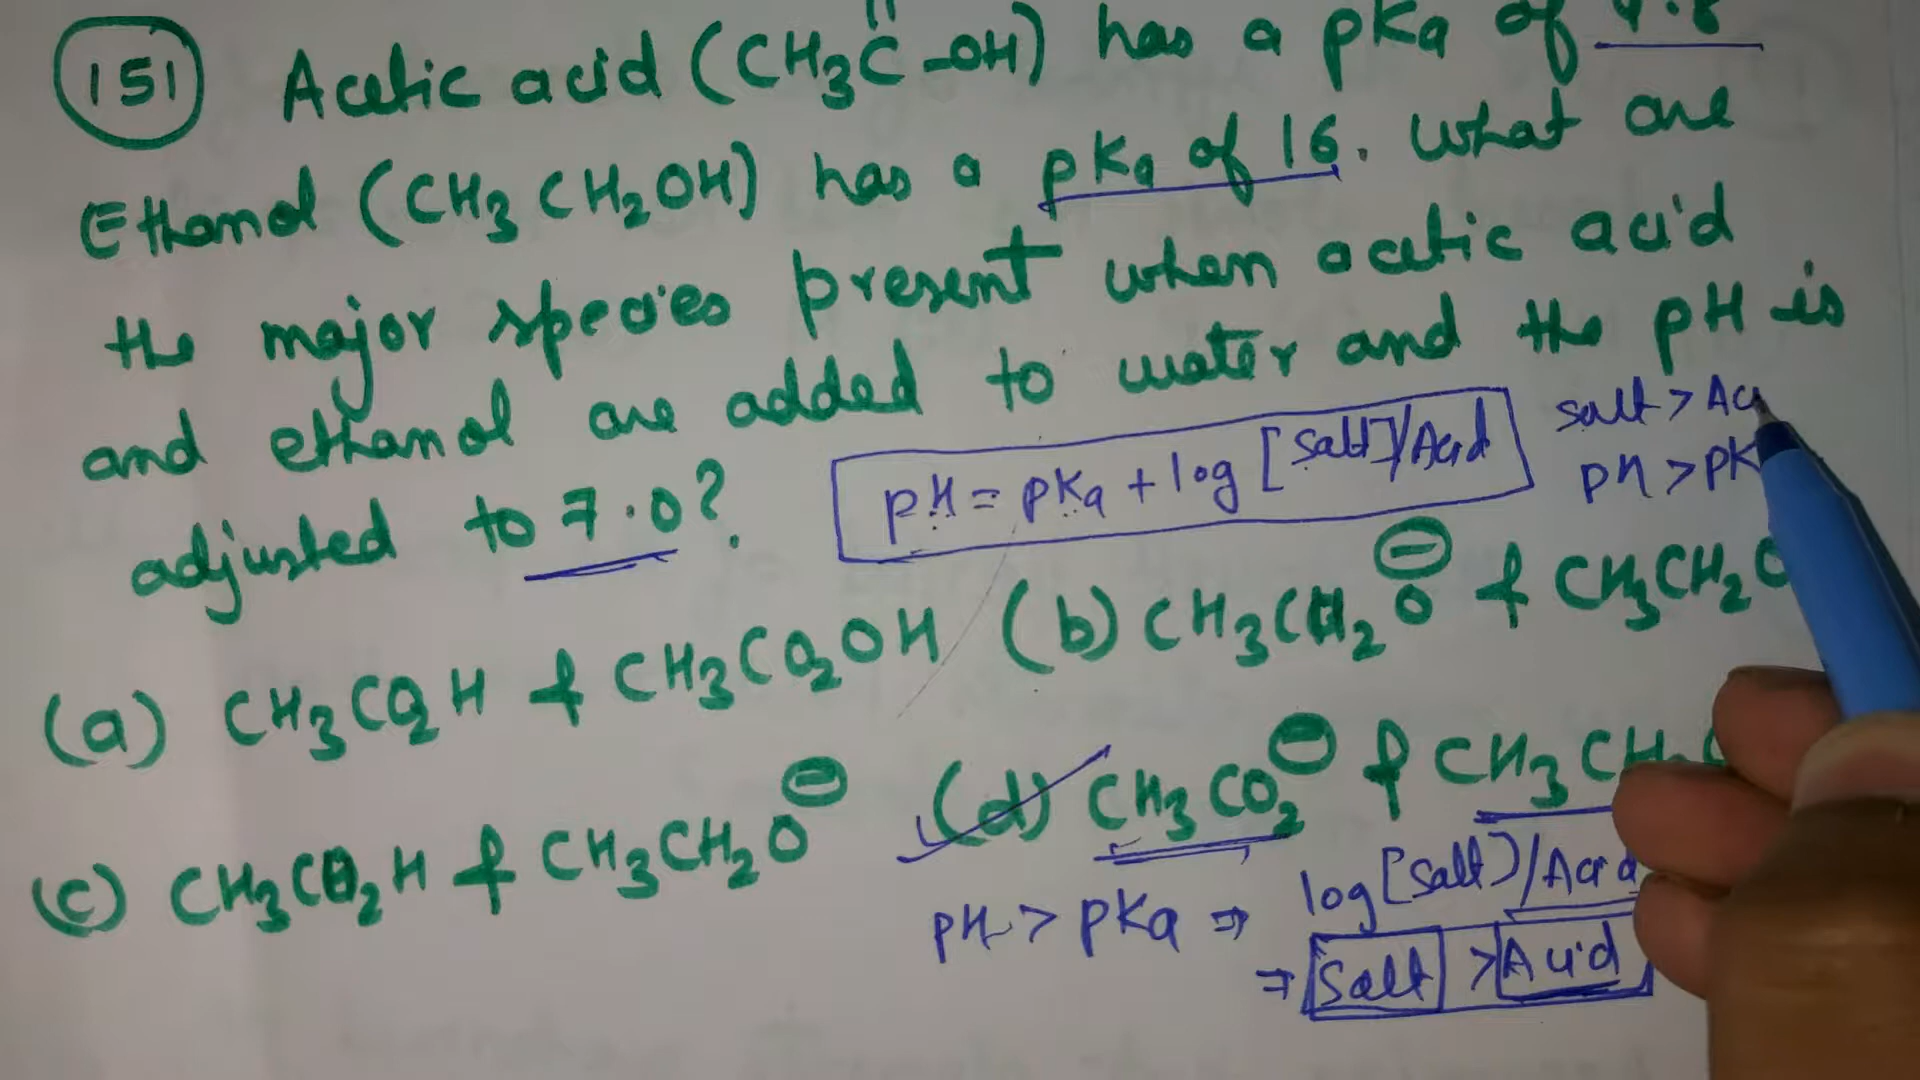 151 Acetic acid (CH3C-OH) has a pKa of 4.8
Ethanol (CH3CH2OH) has a pKa of 16. What are
the major species present when acetic acid
and ethanol are added to water and the pH is
adjusted to 7.0?
pH = pKa + log [Salt]/Acid
salt > Ac
pH > pK
(a) CH3CO2H & CH3CO2OH (b) CH3CH2O⊖ & CH3CH2O
(c) CH3CO2H & CH3CH2O⊖ (d) CH3CO2⊖ & CH3CH2
pH > pKa ⇒ log [Salt]/Acid
⇒ Salt > Acid